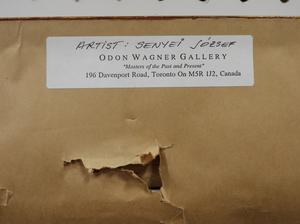 ARTIST: SENYEI JÓZSEF
ODON WAGNER GALLERY
"Masters of the Past and Present"
196 Davenport Road, Toronto On M5R 1J2, Canada